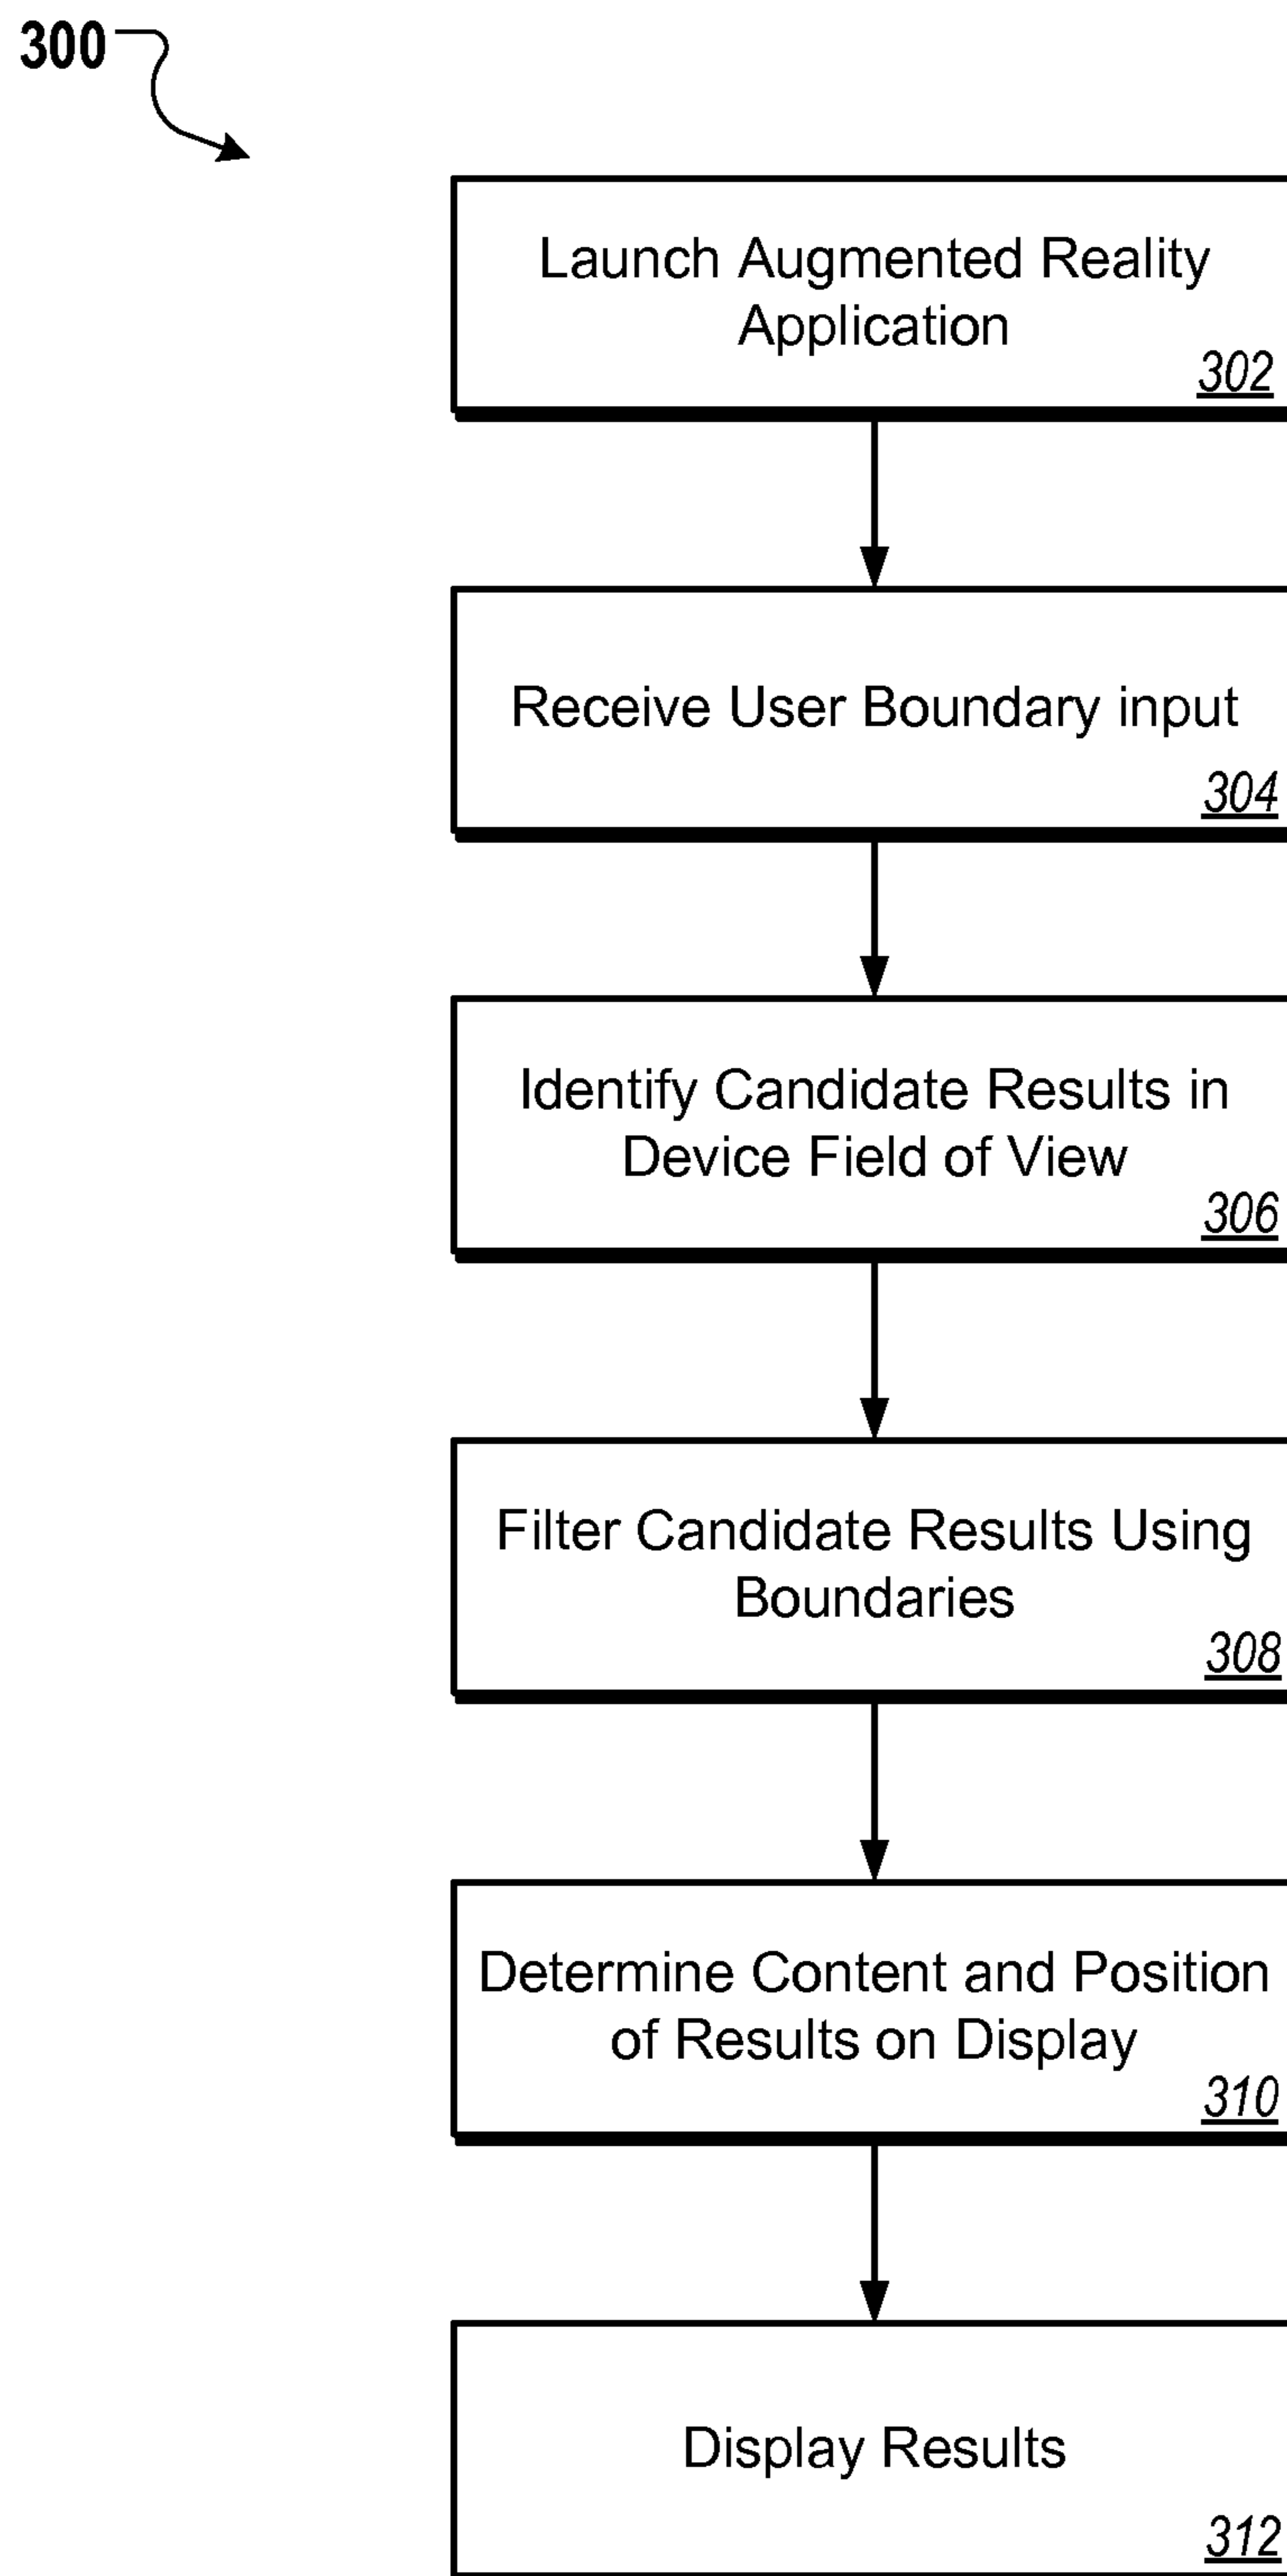 300
Launch Augmented Reality
Application
302
Receive User Boundary input
304
Identify Candidate Results in
Device Field of View
306
Filter Candidate Results Using
Boundaries
308
Determine Content and Position
of Results on Display
310
Display Results
312